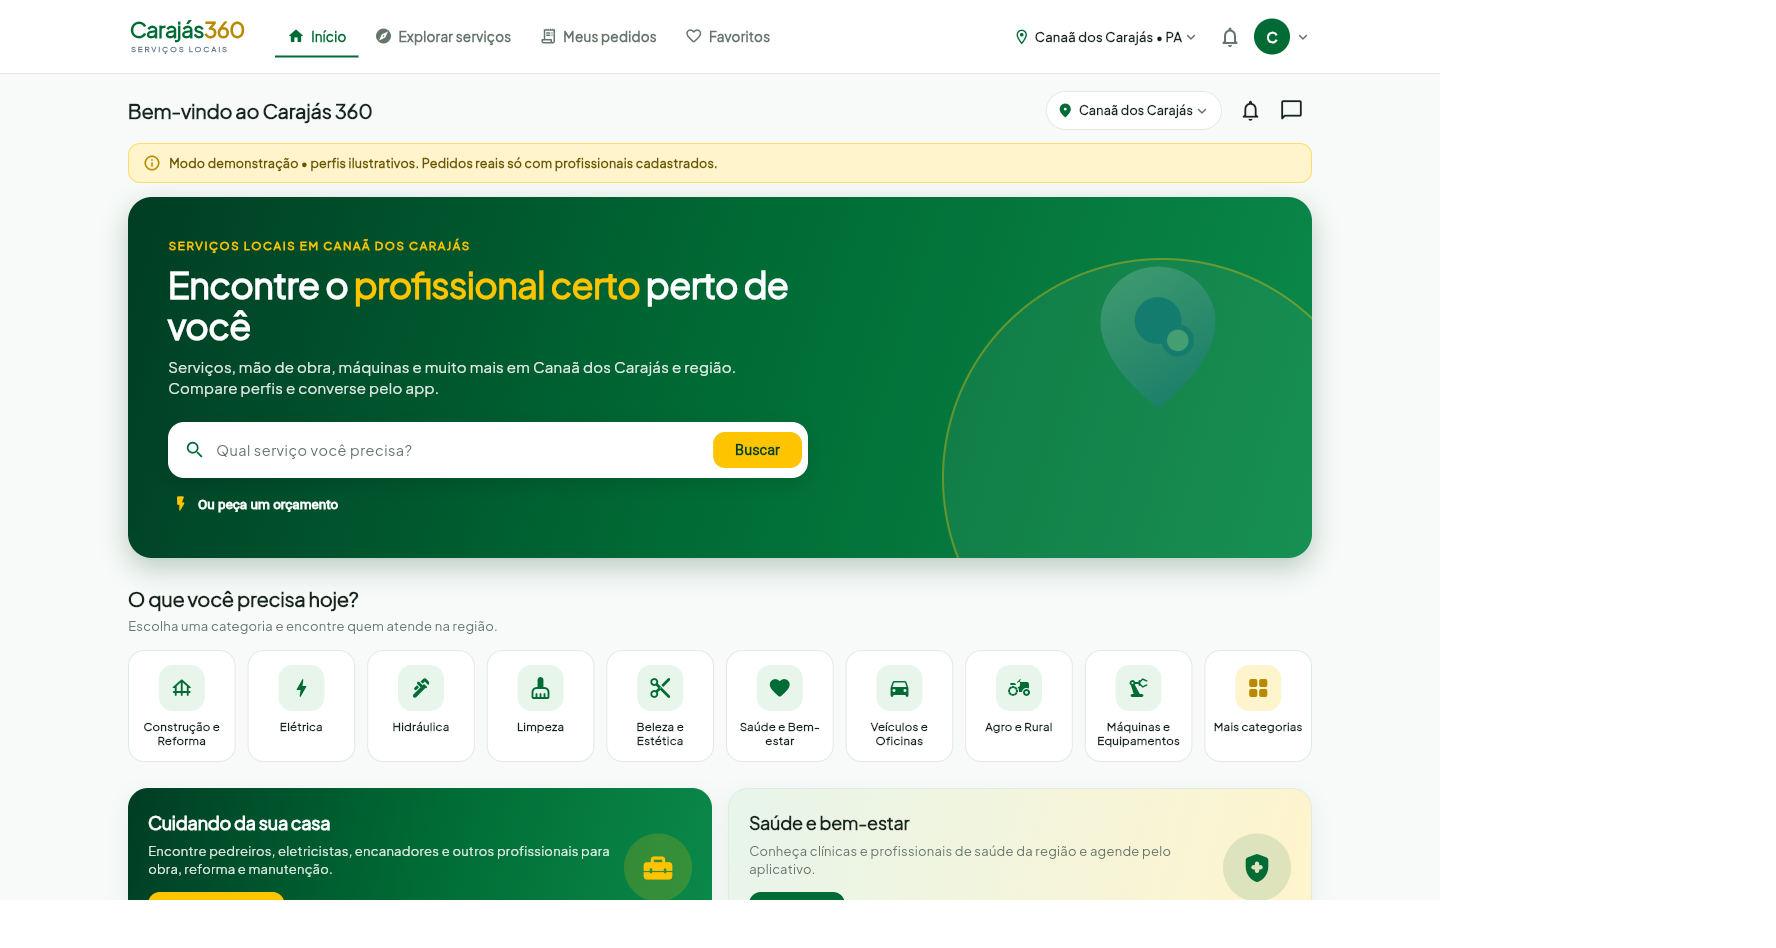 Carajás360
SERVIÇOS LOCAIS
Início
Explorar serviços
Meus pedidos
Favoritos
Canaã dos Carajás • PA
C
Bem-vindo ao Carajás 360
Canaã dos Carajás
Modo demonstração • perfis ilustrativos. Pedidos reais só com profissionais cadastrados.
SERVIÇOS LOCAIS EM CANAÃ DOS CARAJÁS
Encontre o profissional certo perto de
você
Serviços, mão de obra, máquinas e muito mais em Canaã dos Carajás e região.
Compare perfis e converse pelo app.
Qual serviço você precisa?
Buscar
Ou peça um orçamento
O que você precisa hoje?
Escolha uma categoria e encontre quem atende na região.
Construção e
Reforma
Elétrica
Hidráulica
Limpeza
Beleza e
Estética
Saúde e Bem-
estar
Veículos e
Oficinas
Agro e Rural
Máquinas e
Equipamentos
Mais categorias
Cuidando da sua casa
Encontre pedreiros, eletricistas, encanadores e outros profissionais para
obra, reforma e manutenção.
Saúde e bem-estar
Conheça clínicas e profissionais de saúde da região e agende pelo
aplicativo.